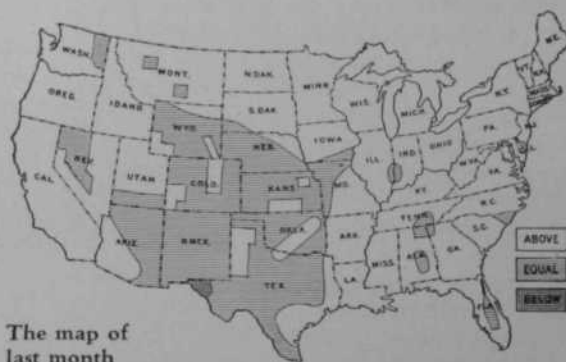 WASH.
MONT.
N.DAK.
MINN.
ME.
VT.
N.H.
OREG.
IDAHO
S.DAK.
WIS.
MICH.
N.Y.
MASS.
WYO.
IOWA
PA.
NEB.
NEV.
UTAH
COLO.
KANS.
MO.
ILL.
IND.
OHIO
W.VA.
VA.
CAL.
KY.
ARIZ.
N.MEX.
OKLA.
ARK.
TENN.
N.C.
S.C.
TEX.
LA.
MISS.
ALA.
GA.
FLA.
ABOVE
EQUAL
BELOW
The map of
last month